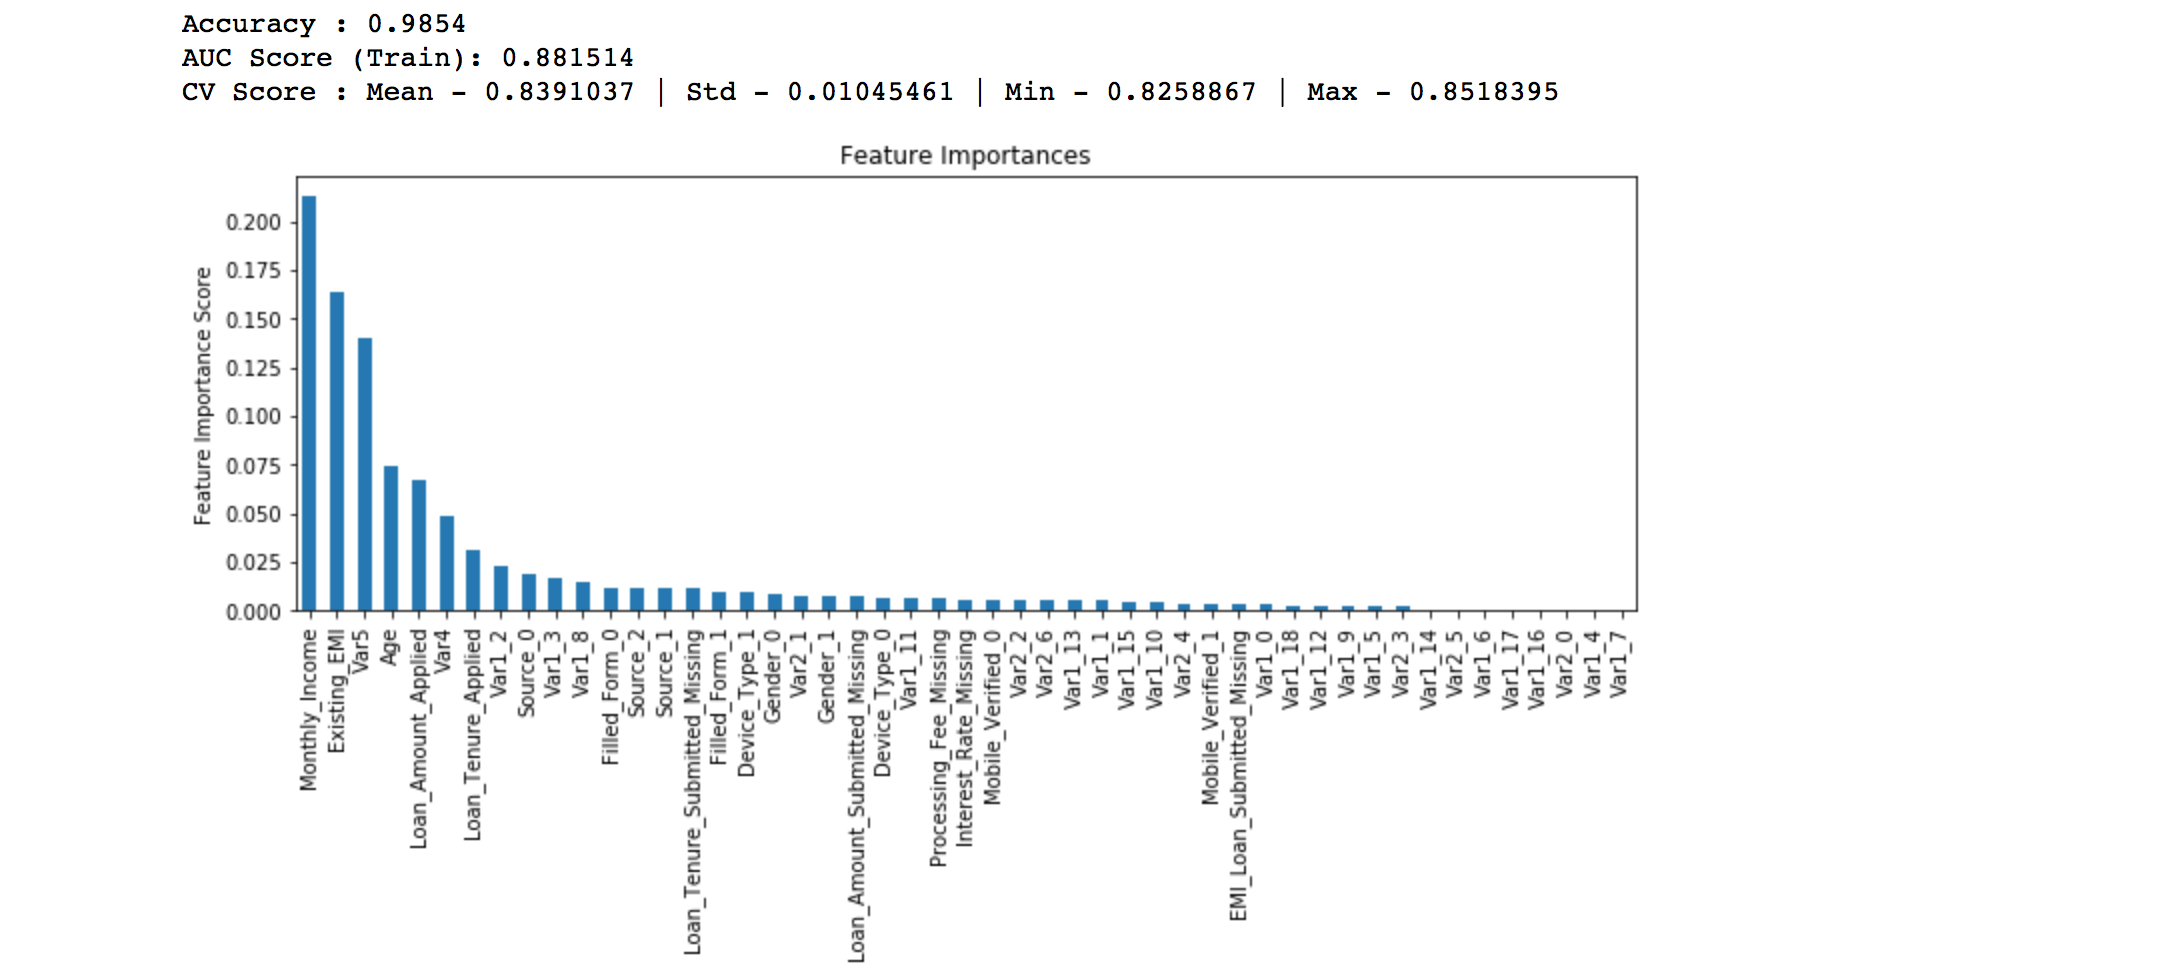 Accuracy : 0.9854
AUC Score (Train): 0.881514
CV Score : Mean - 0.8391037 | Std - 0.01045461 | Min - 0.8258867 | Max - 0.8518395
Feature Importances
Feature Importance Score
0.200
0.175
0.150
0.125
0.100
0.075
0.050
0.025
0.000
Monthly_Income
Existing_EMI
Var5
Age
Loan_Amount_Applied
Var4
Loan_Tenure_Applied
Var1_2
Source_0
Var1_3
Var1_8
Filled_Form_0
Source_2
Source_1
Loan_Tenure_Submitted_Missing
Filled_Form_1
Device_Type_1
Gender_0
Var2_1
Gender_1
Loan_Amount_Submitted_Missing
Device_Type_0
Var1_11
Processing_Fee_Missing
Interest_Rate_Missing
Mobile_Verified_0
Var2_2
Var2_6
Var1_13
Var1_1
Var1_15
Var1_10
Var2_4
Mobile_Verified_1
EMI_Loan_Submitted_Missing
Var1_0
Var1_18
Var1_12
Var1_9
Var1_5
Var2_3
Var1_14
Var2_5
Var1_6
Var1_17
Var1_16
Var2_0
Var1_4
Var1_7